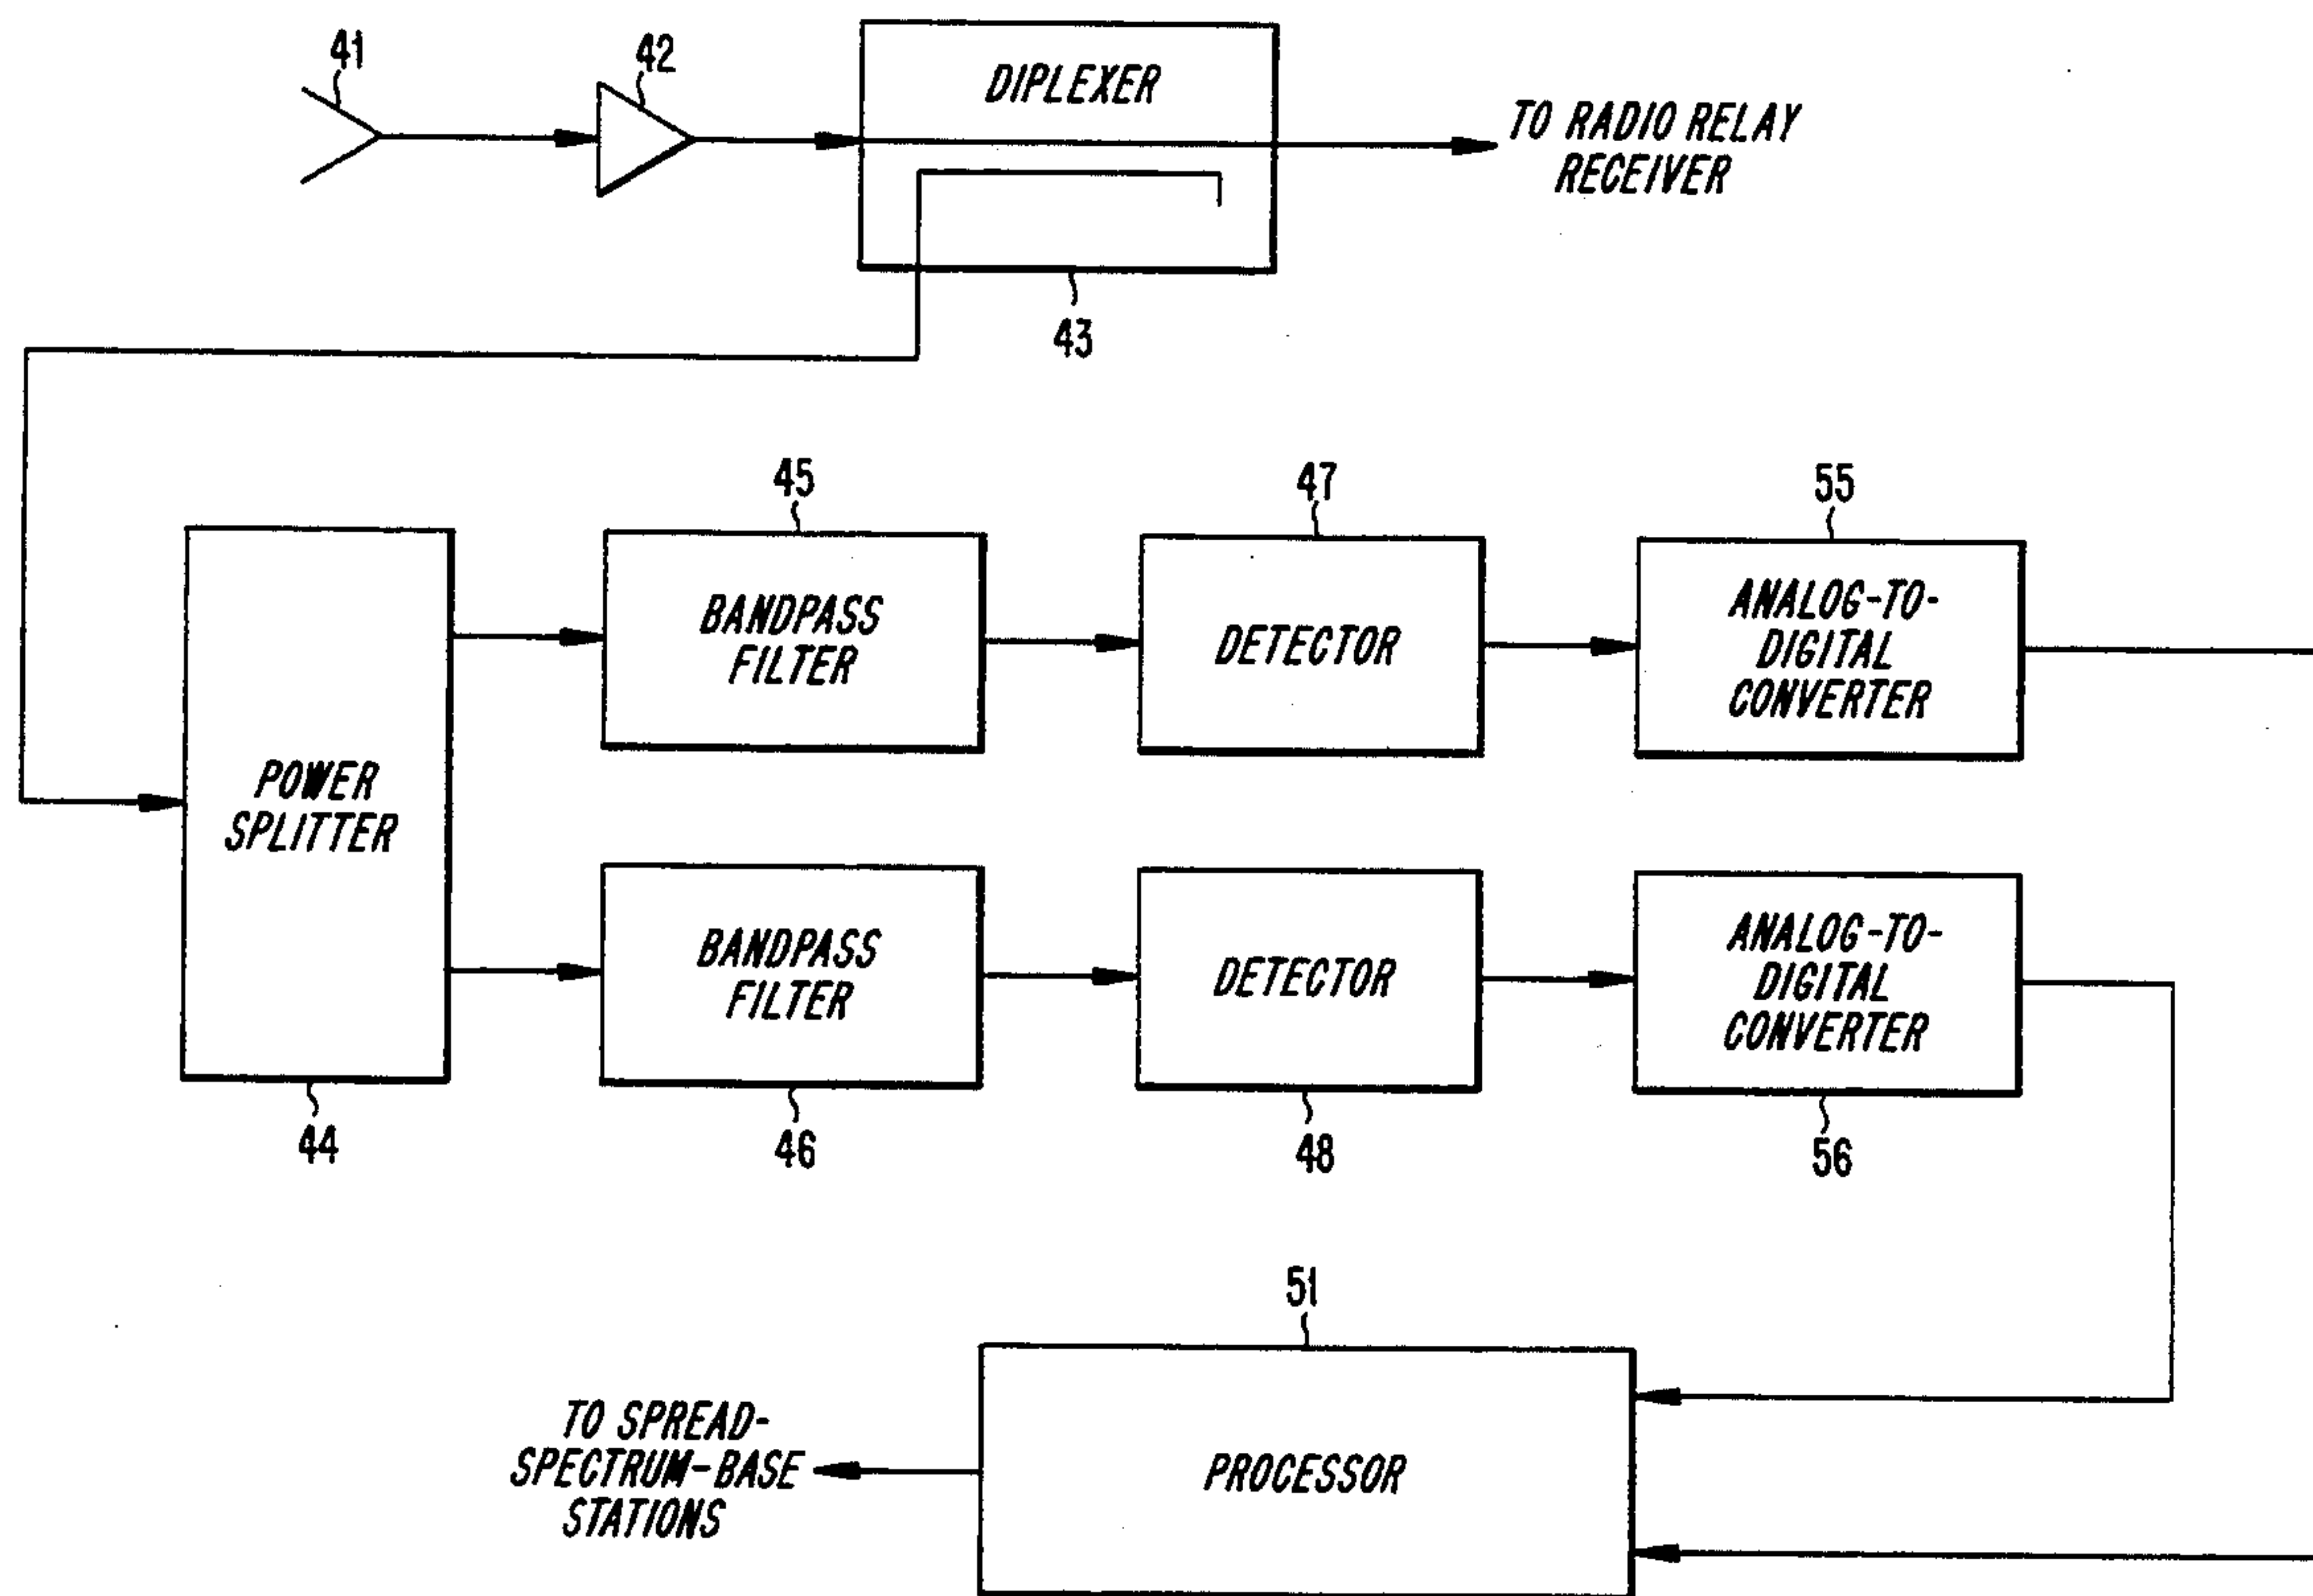 41
42
DIPLEXER
TO RADIO RELAY
RECEIVER
43
45
47
55
BANDPASS
FILTER
DETECTOR
ANALOG-TO-
DIGITAL
CONVERTER
POWER
SPLITTER
BANDPASS
FILTER
DETECTOR
ANALOG-TO-
DIGITAL
CONVERTER
44
46
48
56
51
TO SPREAD-
SPECTRUM-BASE
STATIONS
PROCESSOR